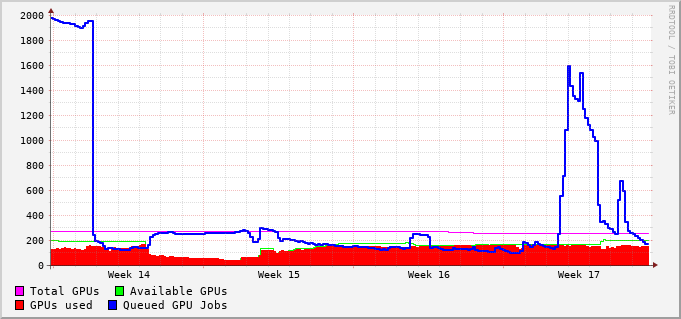 2000
1800
1600
1400
1200
1000
800
600
400
200
0
Week 14 Week 15 Week 16 Week 17
Total GPUs Available GPUs
GPUs used Queued GPU Jobs
RRDTOOL / TOBI OETIKER